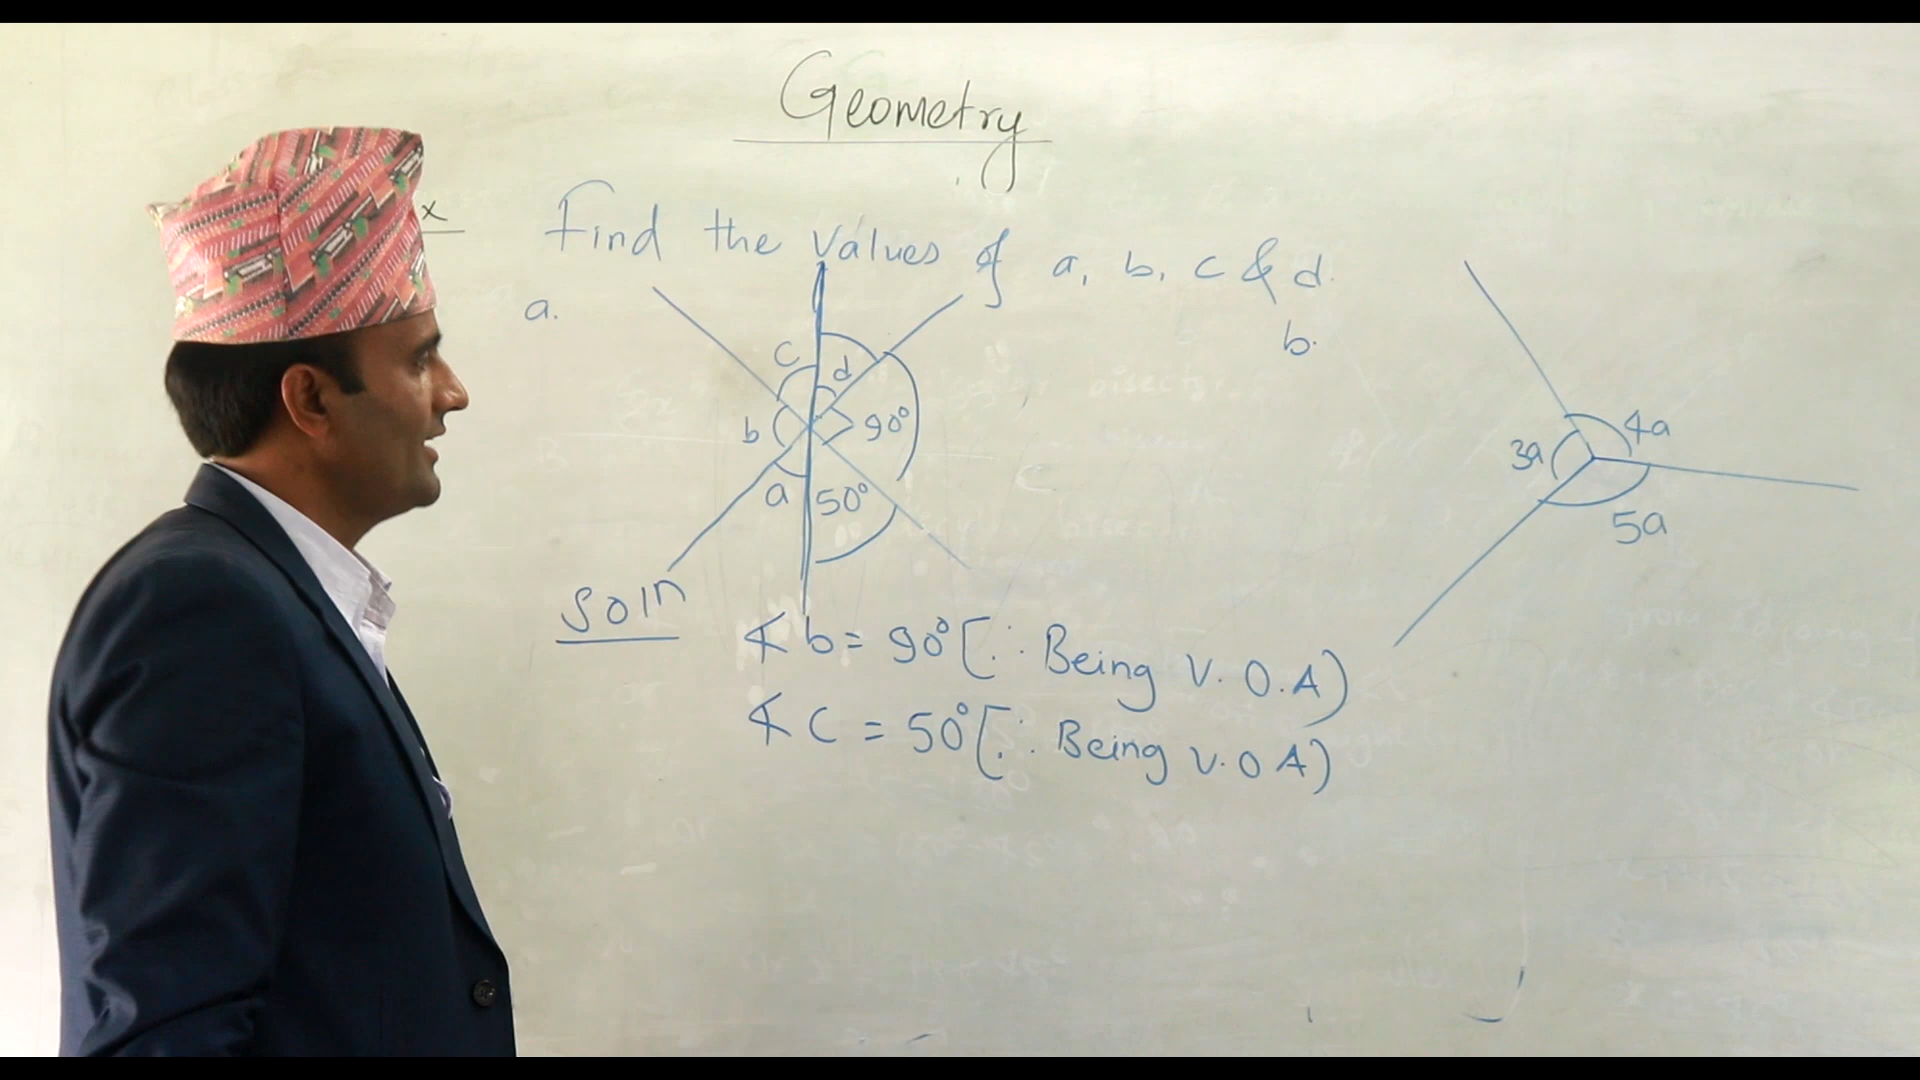 Geometry
x
Find the values of a, b, c & d.
a.
c
d
b
90°
a
50°
b.
4a
3a
5a
Soln
∡b = 90° [∵ Being V.O.A)
∡c = 50° [∵ Being V.O A)